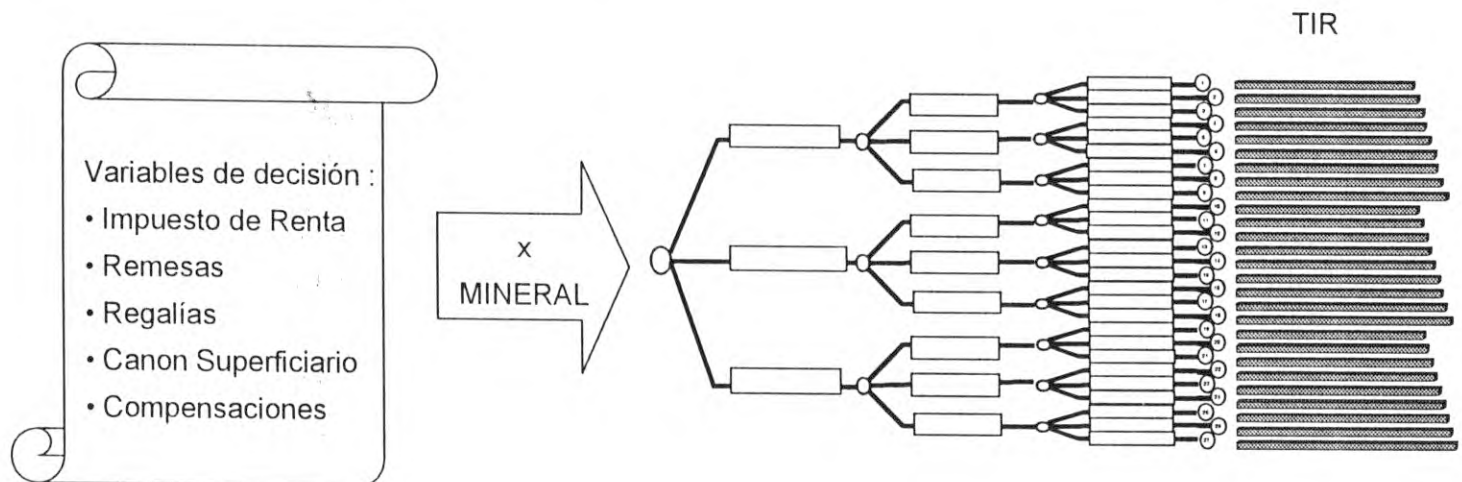 TIR
Variables de decisión :
• Impuesto de Renta
• Remesas
• Regalías
• Canon Superficiario
• Compensaciones
x
MINERAL